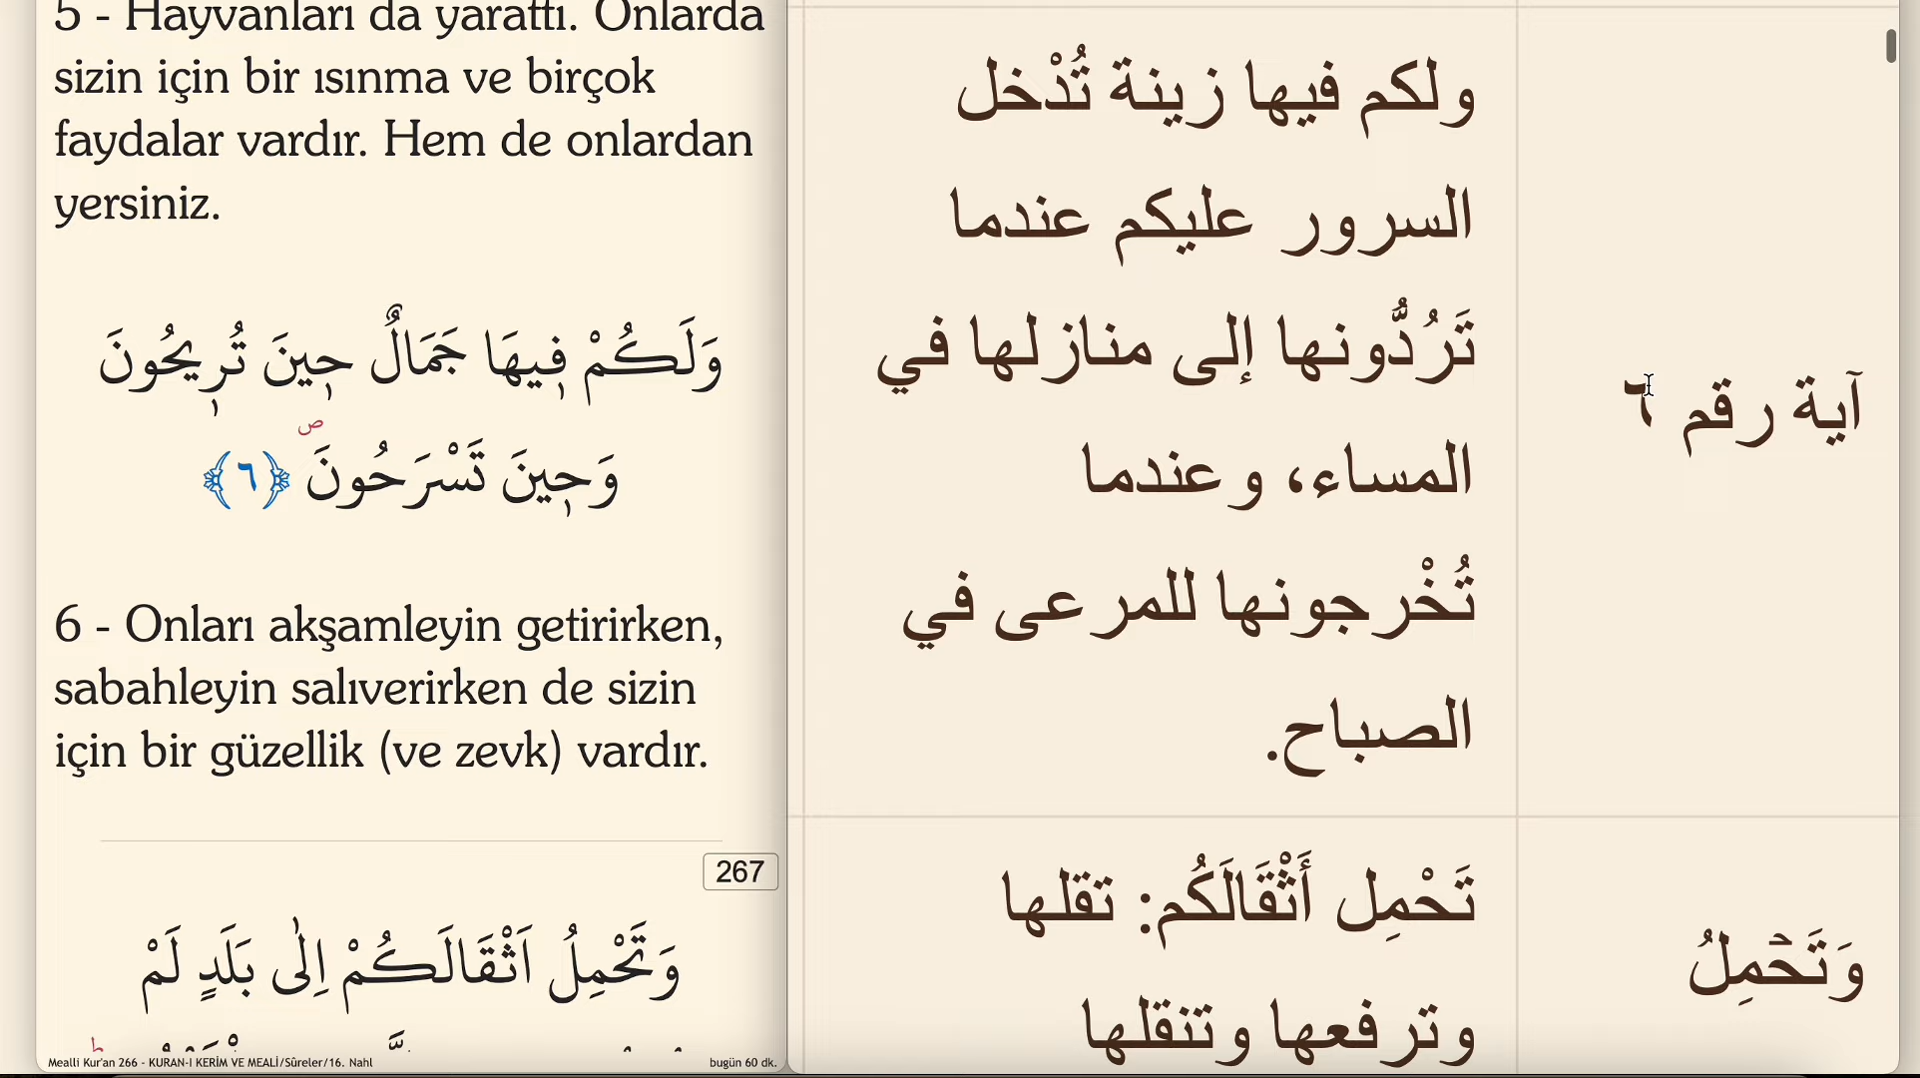 5 - Hayvanları da yarattı. Onlarda
sizin için bir ısınma ve birçok
faydalar vardır. Hem de onlardan
yersiniz.
وَلَكُمْ فٖيهَا جَمَالٌ حٖينَ تُرٖيحُونَ
وَحٖينَ تَسْرَحُونَۖ ﴿٦﴾
6 - Onları akşamleyin getirirken,
sabahleyin salıverirken de sizin
için bir güzellik (ve zevk) vardır.
267
وَتَحْمِلُ اَثْقَالَكُمْ اِلٰى بَلَدٍ لَمْ
Mealli Kur'an 266 - KURAN-I KERİM VE MEALİ/Sûreler/16. Nahl
bugün 60 dk.
آية رقم ٦
ولكم فيها زينة تُدْخل
السرور عليكم عندما
تَرُدُّونها إلى منازلها في
المساء، وعندما
تُخْرجونها للمرعى في
الصباح.
وَتَحۡمِلُ
تَحْمِل أَثْقَالَكُم: تقلها
وترفعها وتنقلها